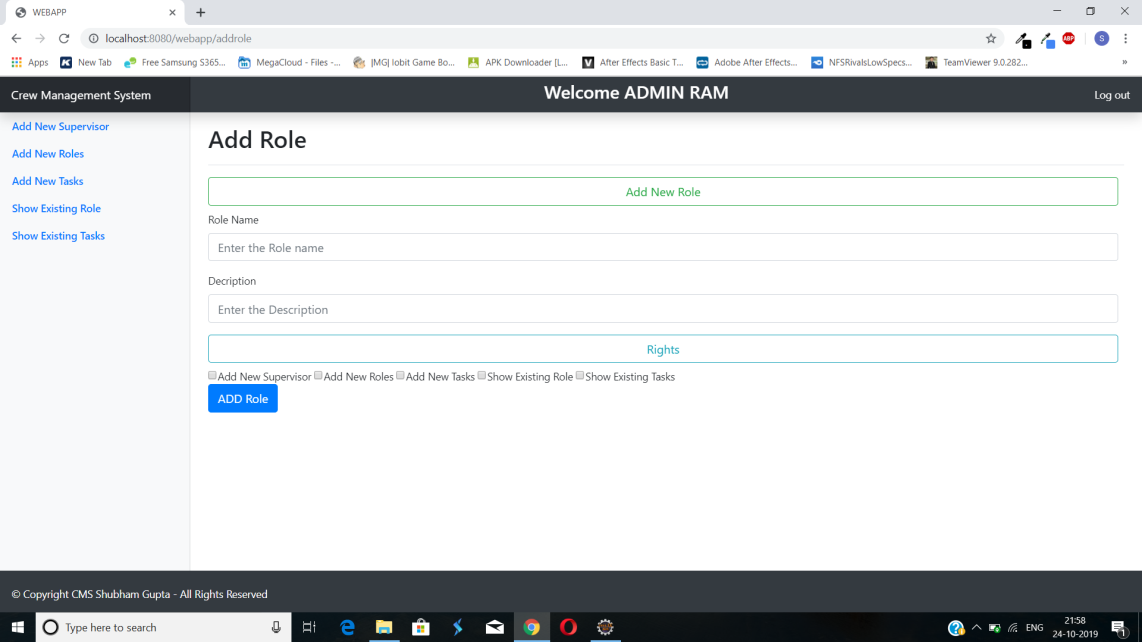 WEBAPP
localhost:8080/webapp/addrole
ABP
S
Apps
New Tab
Free Samsung S365...
MegaCloud - Files -...
[MG] Iobit Game Bo...
APK Downloader [L...
After Effects Basic T...
Adobe After Effects...
NFSRivalsLowSpecs...
TeamViewer 9.0.282...
»
Crew Management System
Welcome ADMIN RAM
Log out
Add New Supervisor
Add New Roles
Add New Tasks
Show Existing Role
Show Existing Tasks
Add Role
Add New Role
Role Name
Enter the Role name
Decription
Enter the Description
Rights
Add New Supervisor Add New Roles Add New Tasks Show Existing Role Show Existing Tasks
ADD Role
© Copyright CMS Shubham Gupta - All Rights Reserved
Type here to search
ENG
21:58
24-10-2019
1